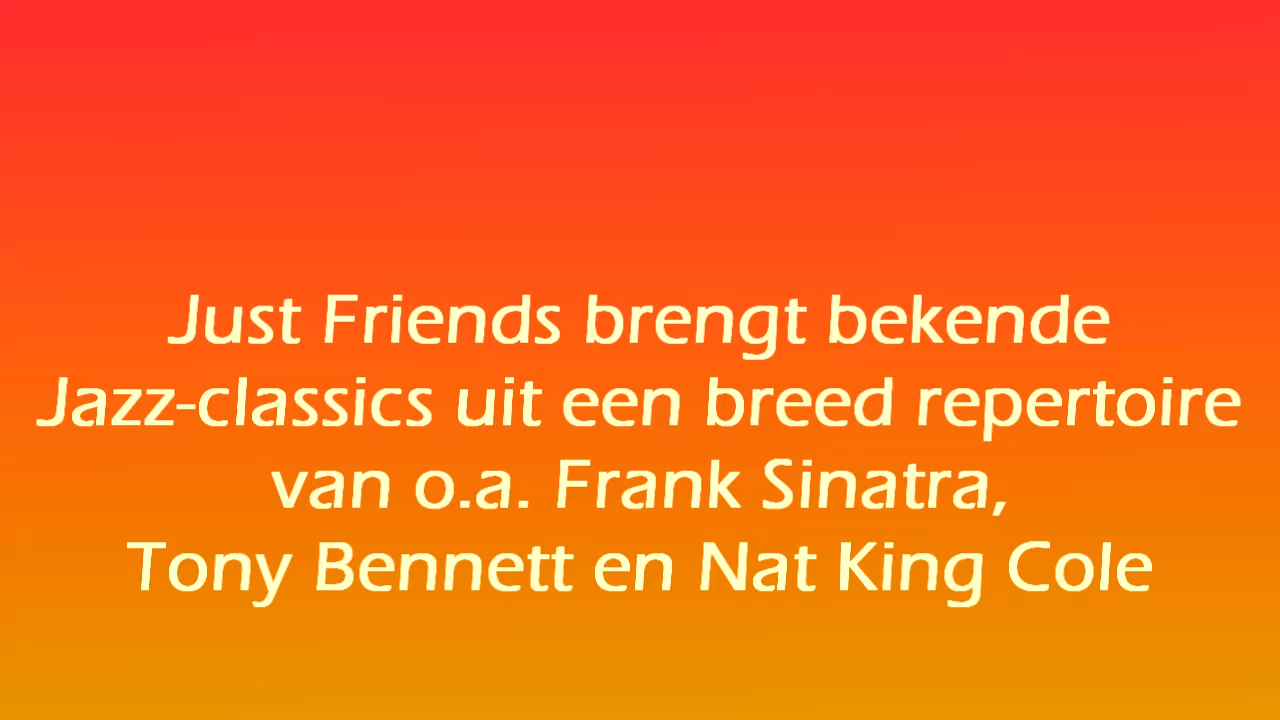 Just Friends brengt bekende
Jazz-classics uit een breed repertoire
van o.a. Frank Sinatra,
Tony Bennett en Nat King Cole